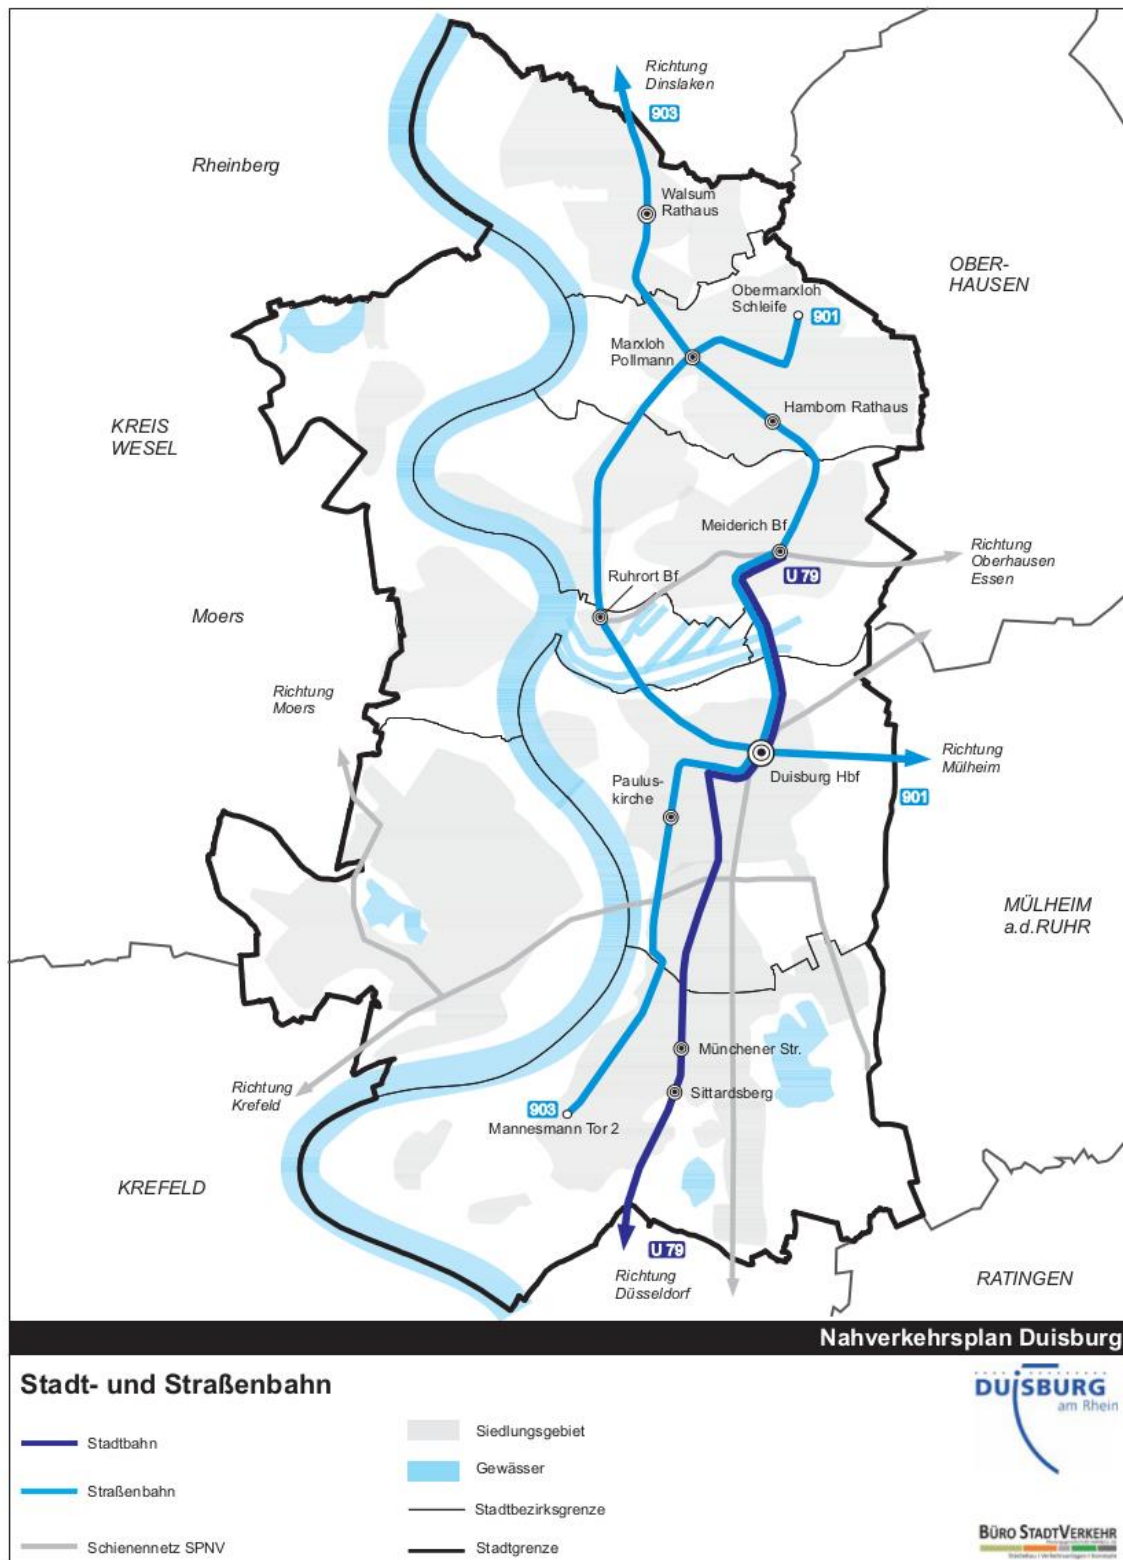 Richtung
Dinslaken
903
Rheinberg
Walsum
Rathaus
OBER-
HAUSEN
Obermarxloh
Schleife
901
Marxloh
Pollmann
Hamborn Rathaus
KREIS
WESEL
Meiderich Bf
Richtung
Oberhausen
Essen
U 79
Ruhrort Bf
Moers
Richtung
Moers
Richtung
Mülheim
Duisburg Hbf
Paulus-
kirche
901
MÜLHEIM
a.d.RUHR
Münchener Str.
Richtung
Krefeld
Sittardsberg
903
Mannesmann Tor 2
KREFELD
U 79
Richtung
Düsseldorf
RATINGEN
Nahverkehrsplan Duisburg
Stadt- und Straßenbahn
Stadtbahn
Straßenbahn
Schienennetz SPNV
Siedlungsgebiet
Gewässer
Stadtbezirksgrenze
Stadtgrenze
DUISBURG
am Rhein
BÜRO STADTVERKEHR